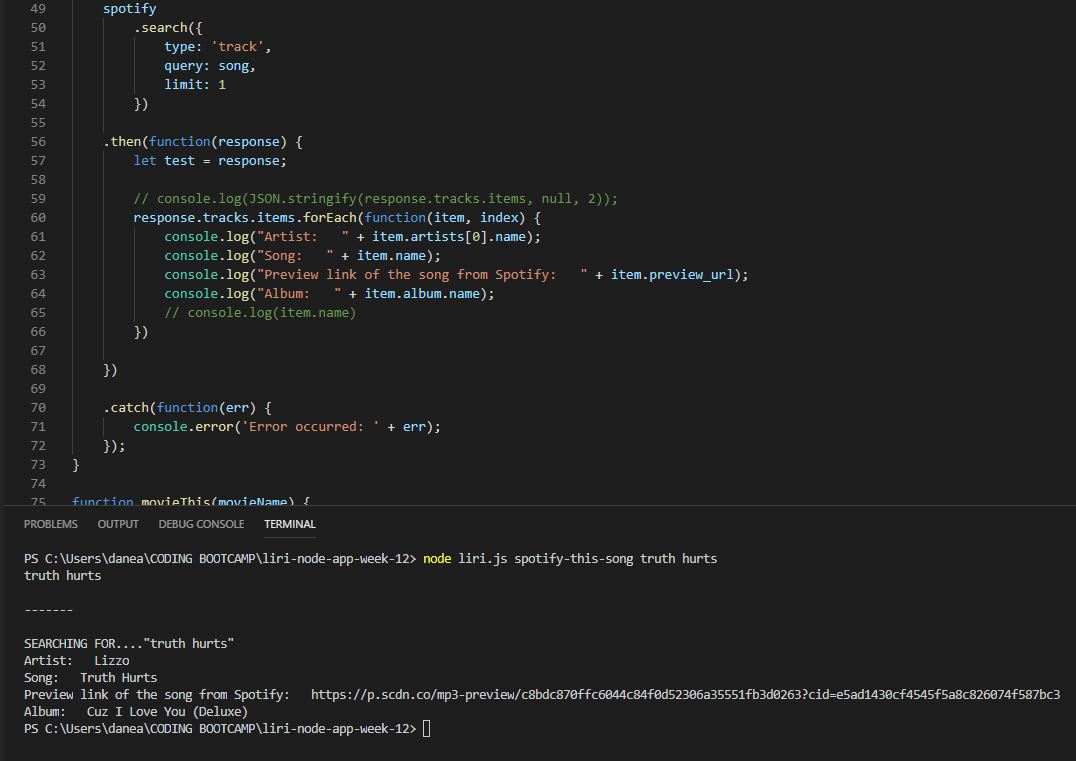 49 spotify
50 .search({
51 type: 'track',
52 query: song,
53 limit: 1
54 })
55
56 .then(function(response) {
57 let test = response;
58
59 // console.log(JSON.stringify(response.tracks.items, null, 2));
60 response.tracks.items.forEach(function(item, index) {
61 console.log("Artist:   " + item.artists[0].name);
62 console.log("Song:   " + item.name);
63 console.log("Preview link of the song from Spotify:   " + item.preview_url);
64 console.log("Album:   " + item.album.name);
65 // console.log(item.name)
66 })
67
68 })
69
70 .catch(function(err) {
71 console.error('Error occurred: ' + err);
72 });
73 }
74
75 function movieThis(movieName) {
PROBLEMS OUTPUT DEBUG CONSOLE TERMINAL
PS C:\Users\danea\CODING BOOTCAMP\liri-node-app-week-12> node liri.js spotify-this-song truth hurts
truth hurts
-------
SEARCHING FOR...."truth hurts"
Artist:   Lizzo
Song:   Truth Hurts
Preview link of the song from Spotify:   https://p.scdn.co/mp3-preview/c8bdc870ffc6044c84f0d52306a35551fb3d0263?cid=e5ad1430cf4545f5a8c826074f587bc3
Album:   Cuz I Love You (Deluxe)
PS C:\Users\danea\CODING BOOTCAMP\liri-node-app-week-12>